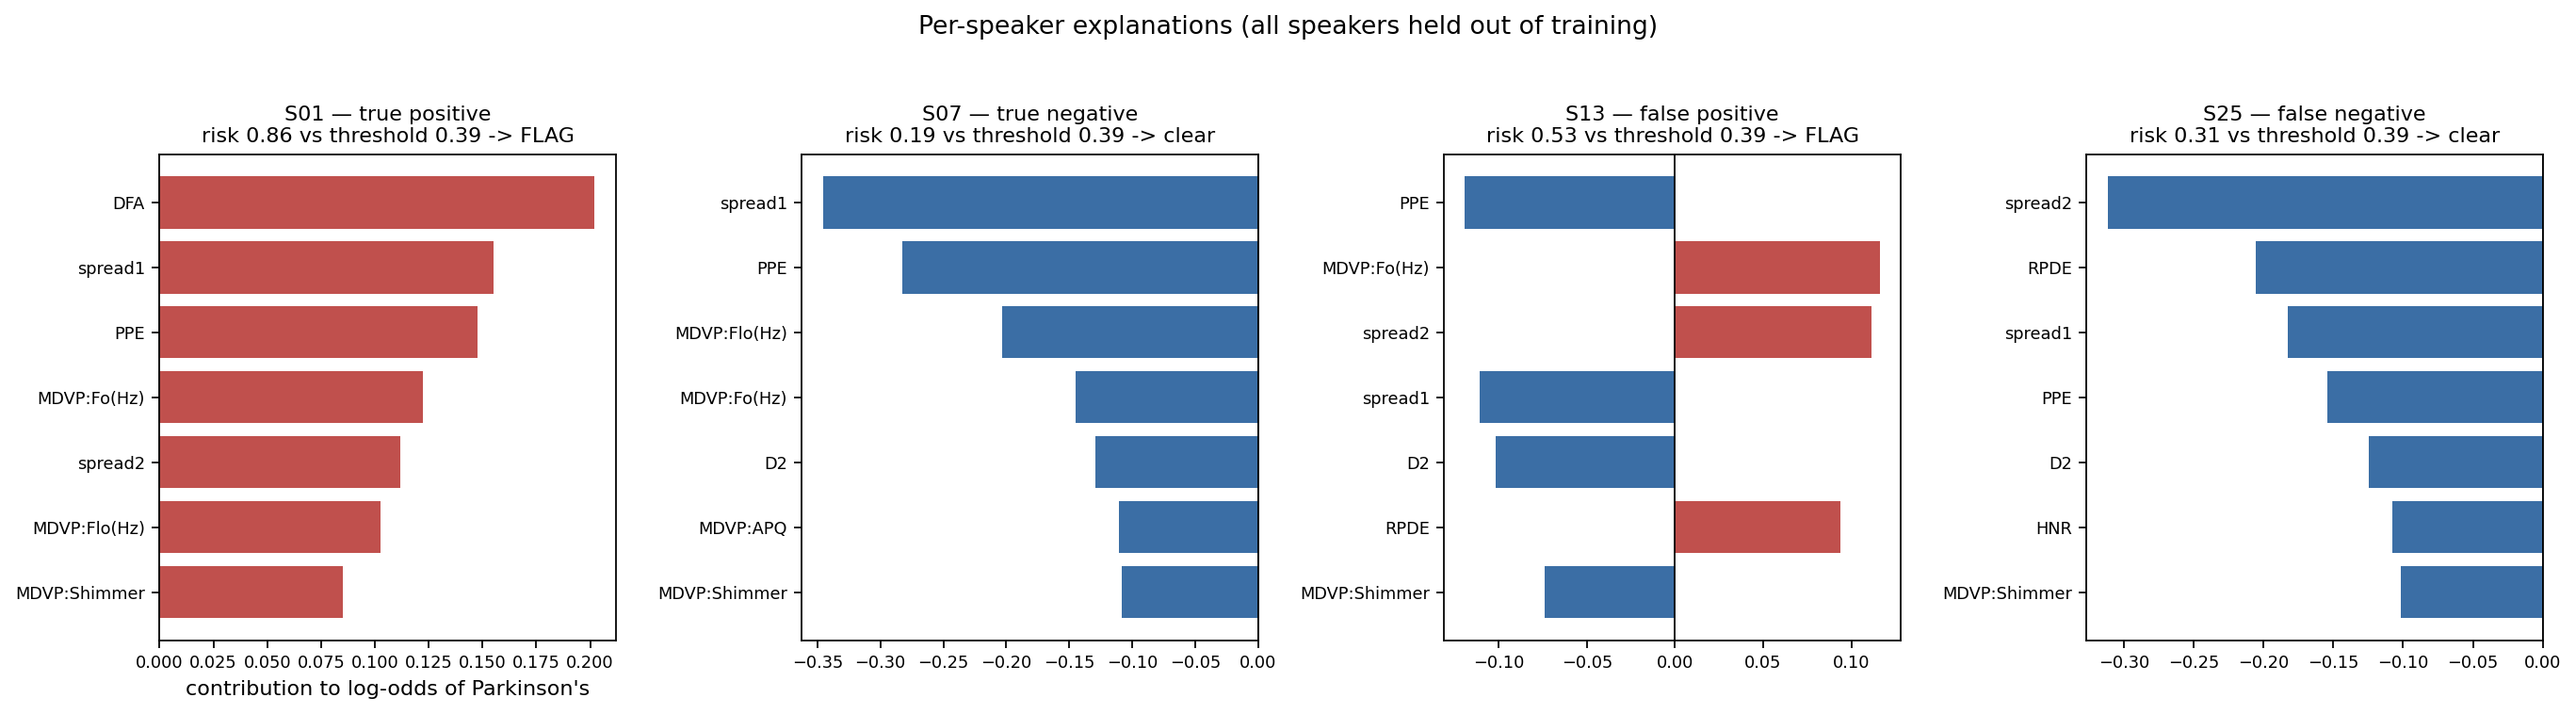 Per-speaker explanations (all speakers held out of training)
S01 — true positive
risk 0.86 vs threshold 0.39 -> FLAG
DFA
spread1
PPE
MDVP:Fo(Hz)
spread2
MDVP:Flo(Hz)
MDVP:Shimmer
0.000 0.025 0.050 0.075 0.100 0.125 0.150 0.175 0.200
contribution to log-odds of Parkinson's
S07 — true negative
risk 0.19 vs threshold 0.39 -> clear
spread1
PPE
MDVP:Flo(Hz)
MDVP:Fo(Hz)
D2
MDVP:APQ
MDVP:Shimmer
−0.35 −0.30 −0.25 −0.20 −0.15 −0.10 −0.05 0.00
S13 — false positive
risk 0.53 vs threshold 0.39 -> FLAG
PPE
MDVP:Fo(Hz)
spread2
spread1
D2
RPDE
MDVP:Shimmer
−0.10 −0.05 0.00 0.05 0.10
S25 — false negative
risk 0.31 vs threshold 0.39 -> clear
spread2
RPDE
spread1
PPE
D2
HNR
MDVP:Shimmer
−0.30 −0.25 −0.20 −0.15 −0.10 −0.05 0.00